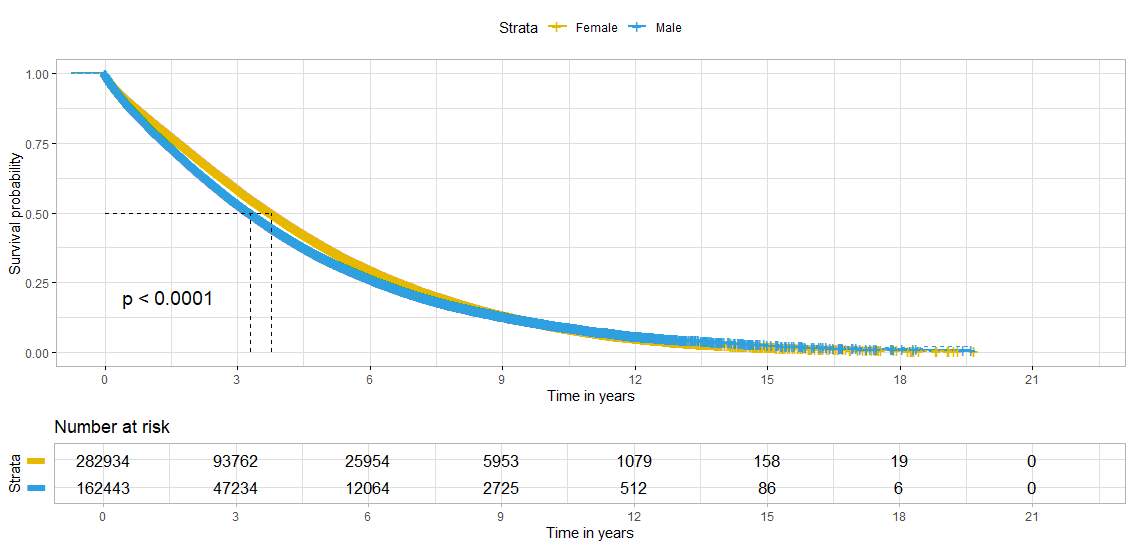 Strata Female Male
Survival probability
1.00
0.75
0.50
0.25
0.00
p < 0.0001
0 3 6 9 12 15 18 21
Time in years
Number at risk
Strata
282934 93762 25954 5953 1079 158 19 0
162443 47234 12064 2725 512 86 6 0
0 3 6 9 12 15 18 21
Time in years